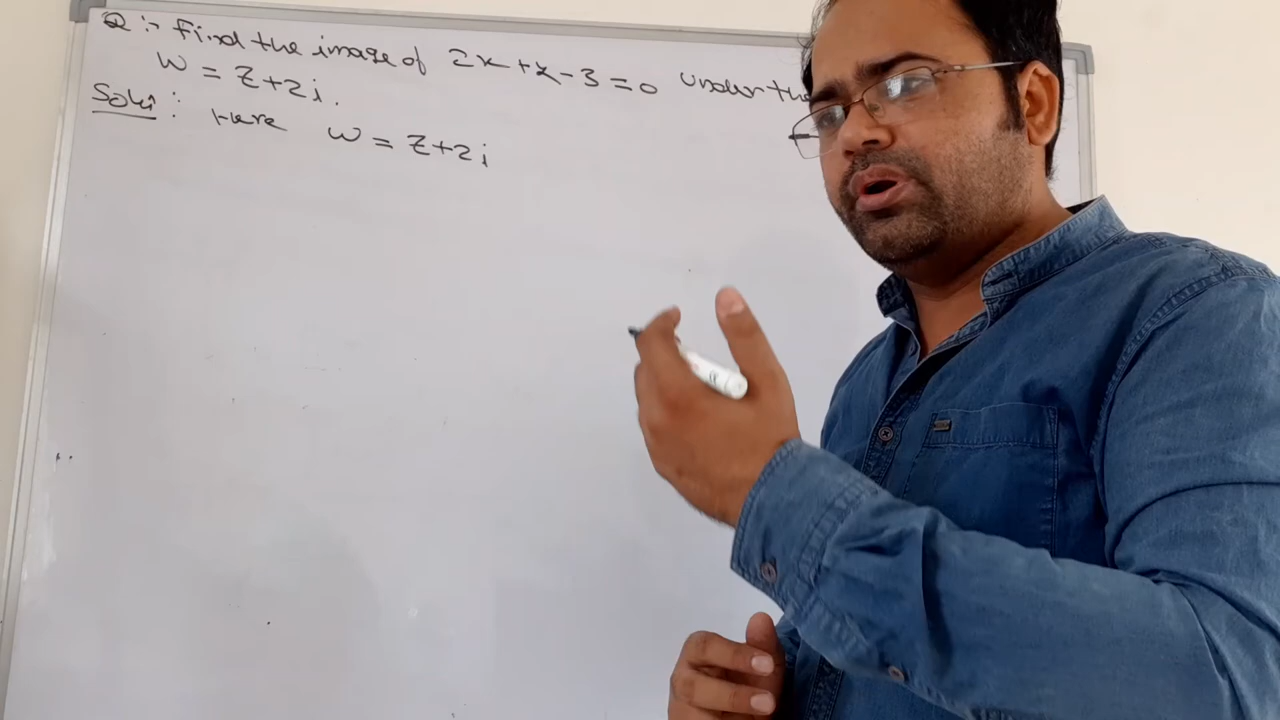 Q :- Find the image of 2x+y-3=0 under the
w = z+2i.
Soln: Here w = z+2i